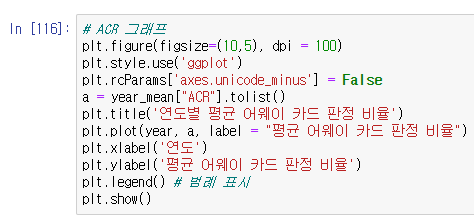 In [116]: # ACR 그래프
plt.figure(figsize=(10,5), dpi = 100)
plt.style.use('ggplot')
plt.rcParams['axes.unicode_minus'] = False
a = year_mean["ACR"].tolist()
plt.title('연도별 평균 어웨이 카드 판정 비율')
plt.plot(year, a, label = "평균 어웨이 카드 판정 비율")
plt.xlabel('연도')
plt.ylabel('평균 어웨이 카드 판정 비율')
plt.legend() # 범례 표시
plt.show()